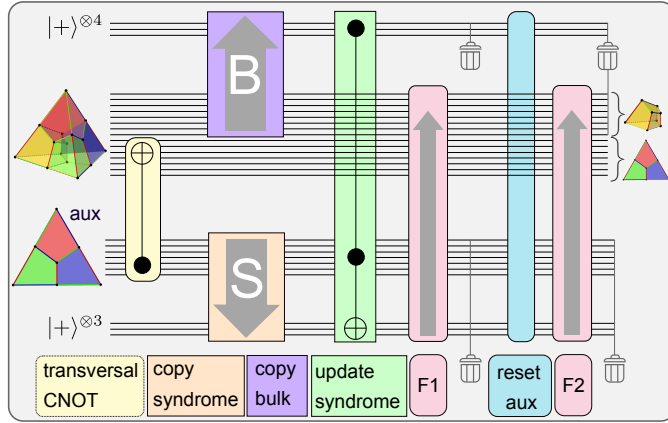 |+⟩⊗4
B
aux
S
|+⟩⊗3
transversal
CNOT
copy
syndrome
copy
bulk
update
syndrome
F1
reset
aux
F2